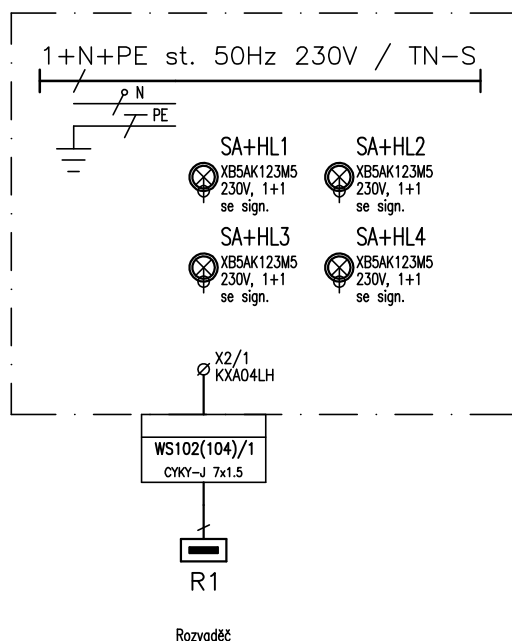 1+N+PE st. 50Hz 230V / TN-S
N
PE
SA+HL1
XB5AK123M5
230V, 1+1
se sign.
SA+HL2
XB5AK123M5
230V, 1+1
se sign.
SA+HL3
XB5AK123M5
230V, 1+1
se sign.
SA+HL4
XB5AK123M5
230V, 1+1
se sign.
X2/1
KXA04LH
WS102(104)/1
CYKY-J 7x1.5
R1
Rozvaděč